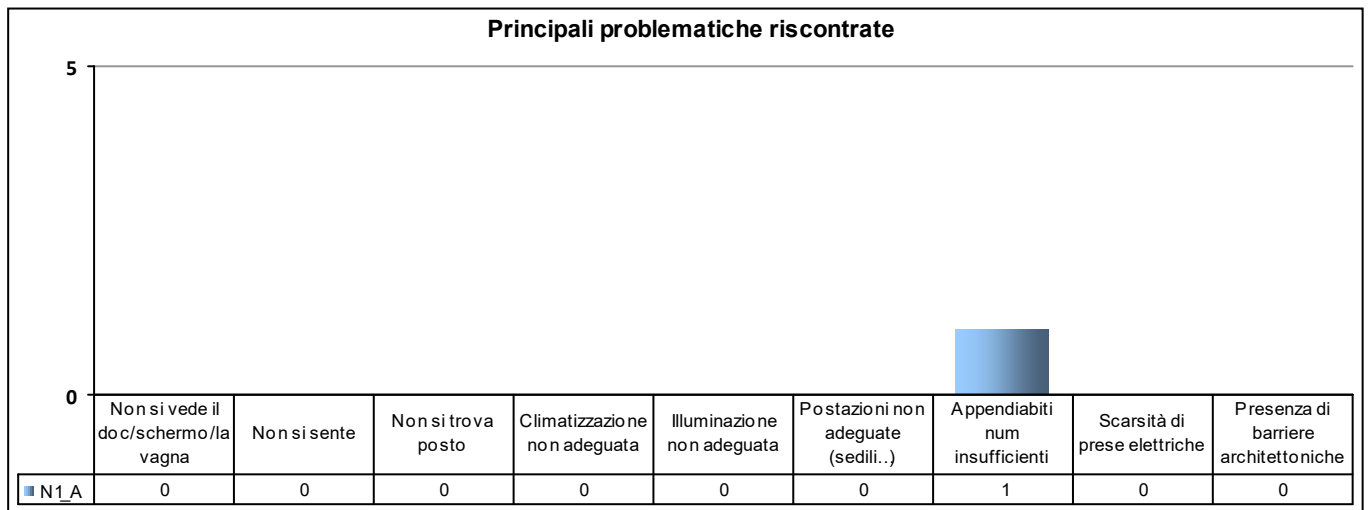 Principali problematiche riscontrate
5
0
Non si vede il
doc/schermo/la
vagna
Non si sente
Non si trova
posto
Climatizzazione
non adeguata
Illuminazione
non adeguata
Postazioni non
adeguate
(sedili...)
Appendiabiti
num
insufficienti
Scarsità di
prese elettriche
Presenza di
barriere
architettoniche
N1_A 0 0 0 0 0 0 1 0 0